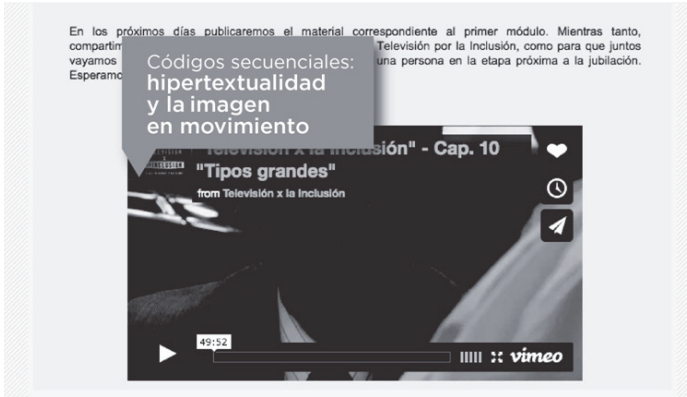 En los próximos días publicaremos el material correspondiente al primer módulo. Mientras tanto,
compartim Televisión por la Inclusión, como para que juntos
vayamos una persona en la etapa próxima a la jubilación.
Esperamo
Códigos secuenciales:
hipertextualidad
y la imagen
en movimiento
"Televisión x la Inclusión" - Cap. 10
"Tipos grandes"
from Televisión x la Inclusión
49:52
vimeo